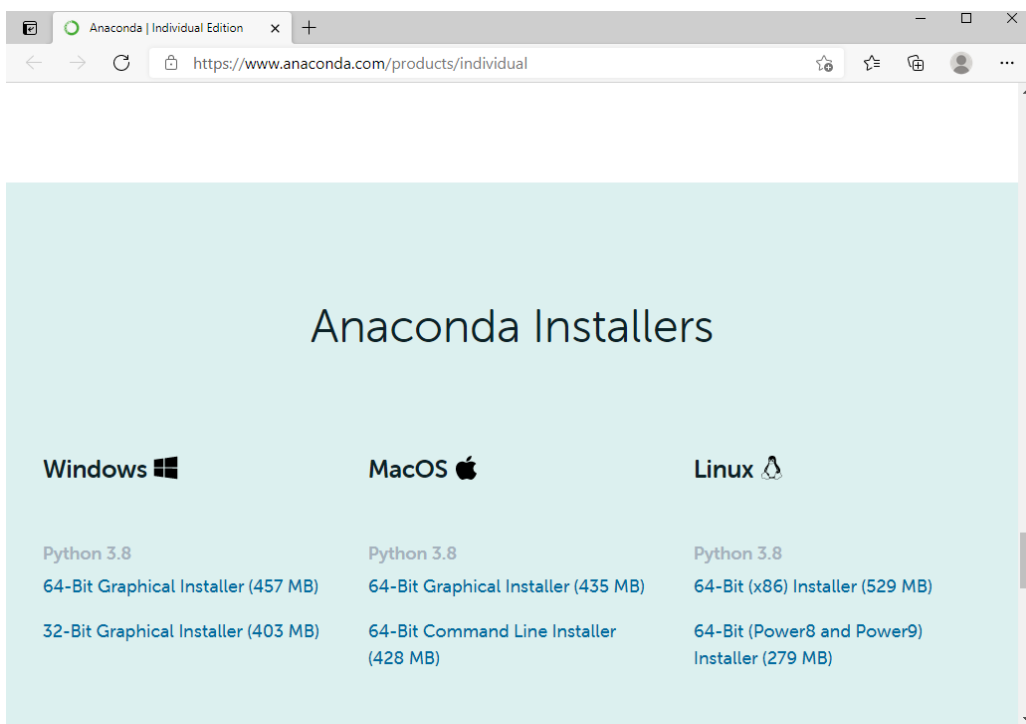 Anaconda | Individual Edition
https://www.anaconda.com/products/individual
Anaconda Installers
Windows
MacOS
Linux
Python 3.8
64-Bit Graphical Installer (457 MB)
32-Bit Graphical Installer (403 MB)
Python 3.8
64-Bit Graphical Installer (435 MB)
64-Bit Command Line Installer
(428 MB)
Python 3.8
64-Bit (x86) Installer (529 MB)
64-Bit (Power8 and Power9)
Installer (279 MB)